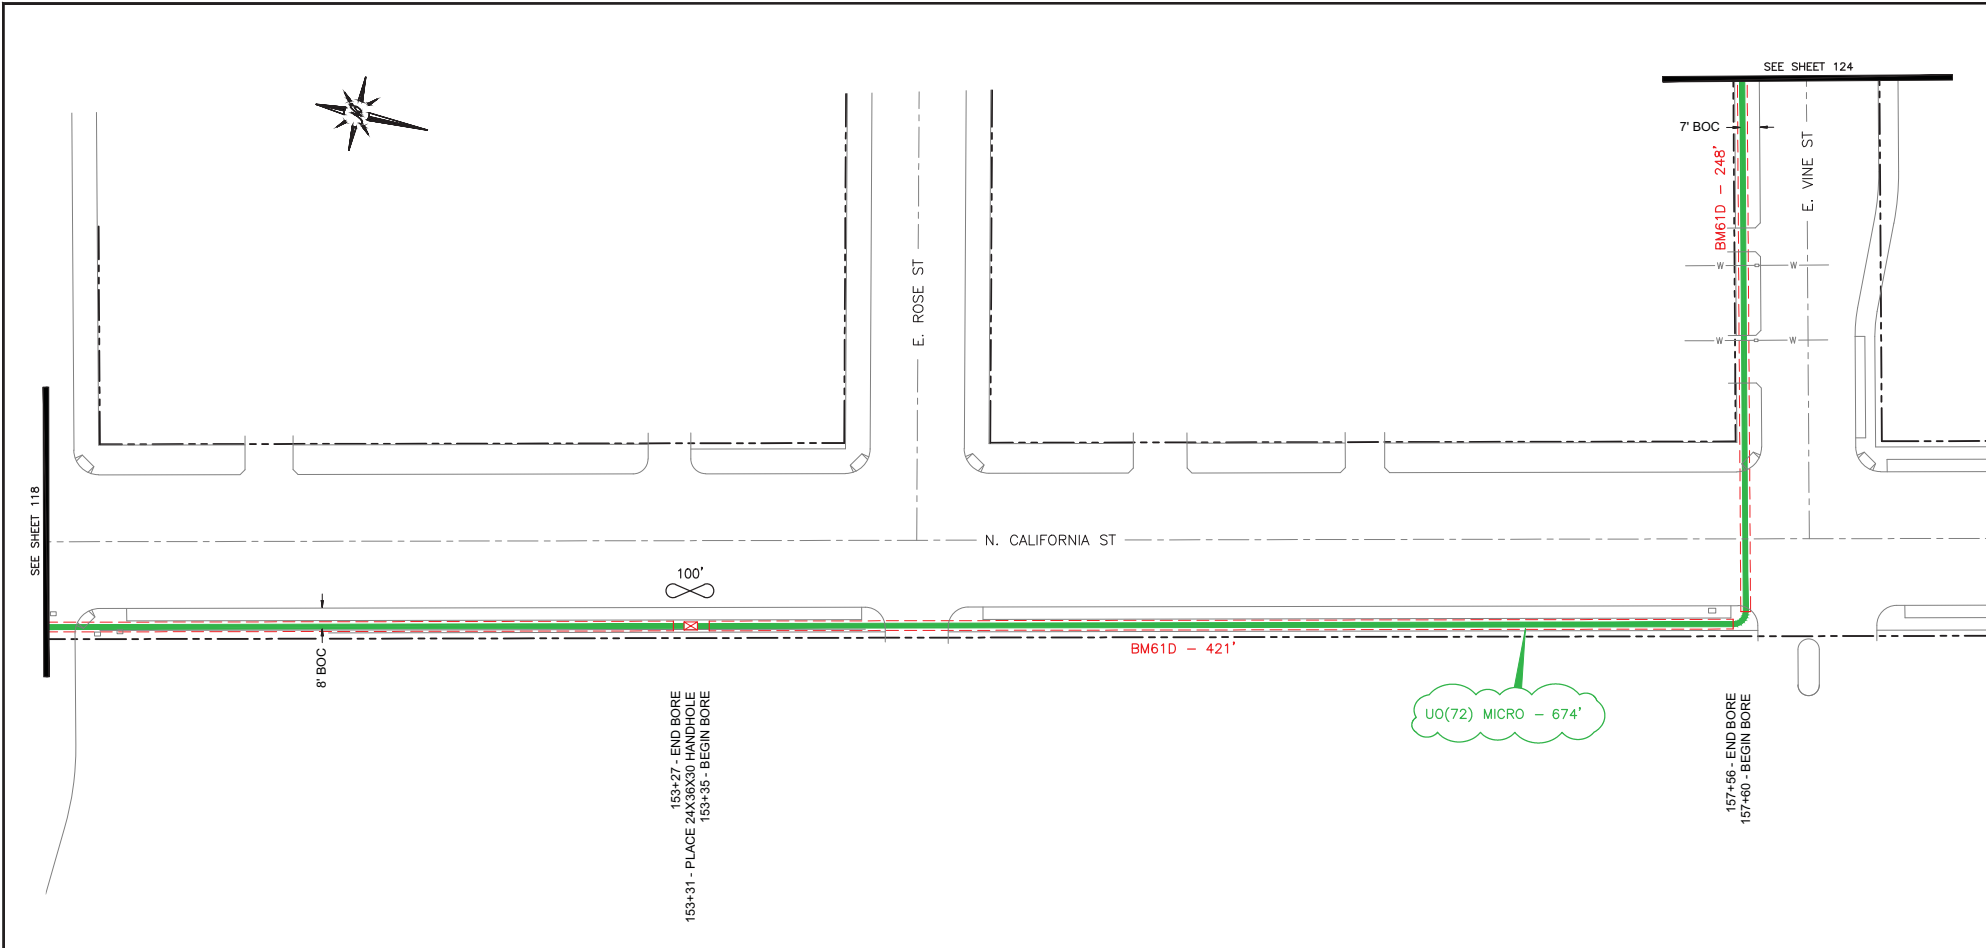 SEE SHEET 124
7' BOC
BM61D - 248'
E. VINE ST
W
W
W
W
E. ROSE ST
SEE SHEET 118
N. CALIFORNIA ST
100'
8' BOC
BM61D - 421'
UO(72) MICRO - 674'
153+27 - END BORE
153+31 - PLACE 24X36X30 HANDHOLE
153+35 - BEGIN BORE
157+56 - END BORE
157+60 - BEGIN BORE